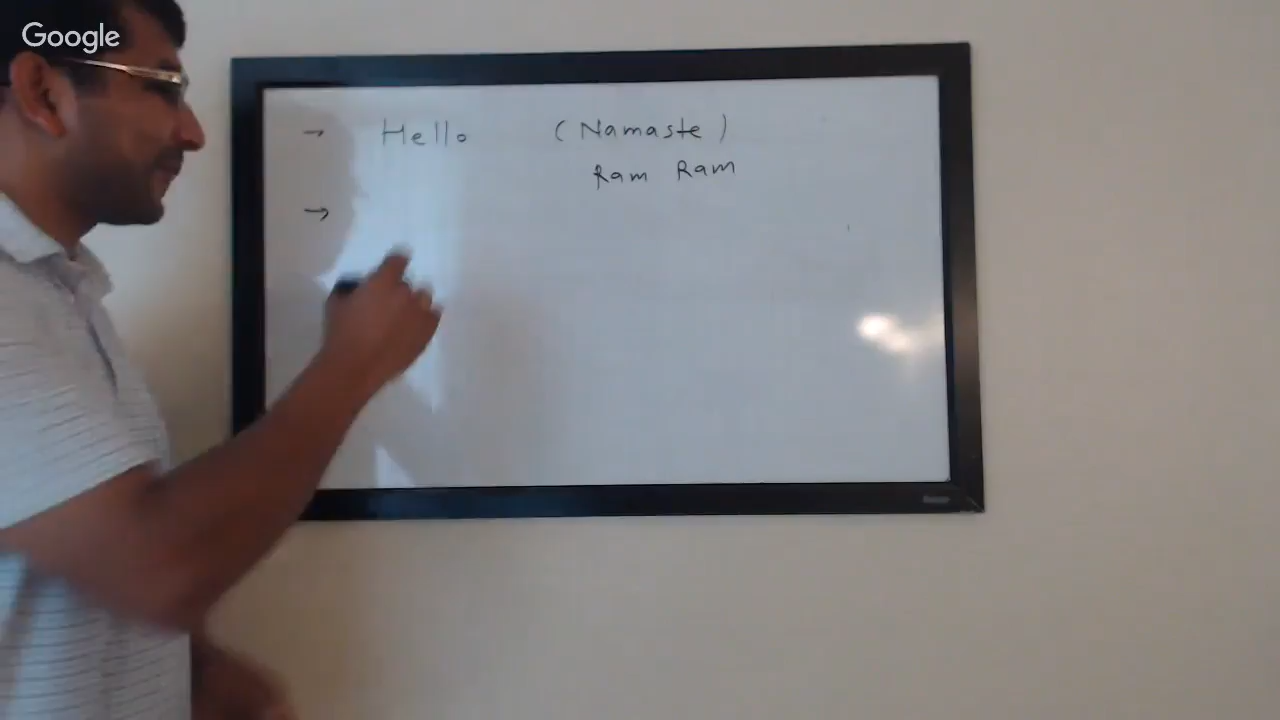 Google
→ Hello (Namaste)
Ram Ram
→